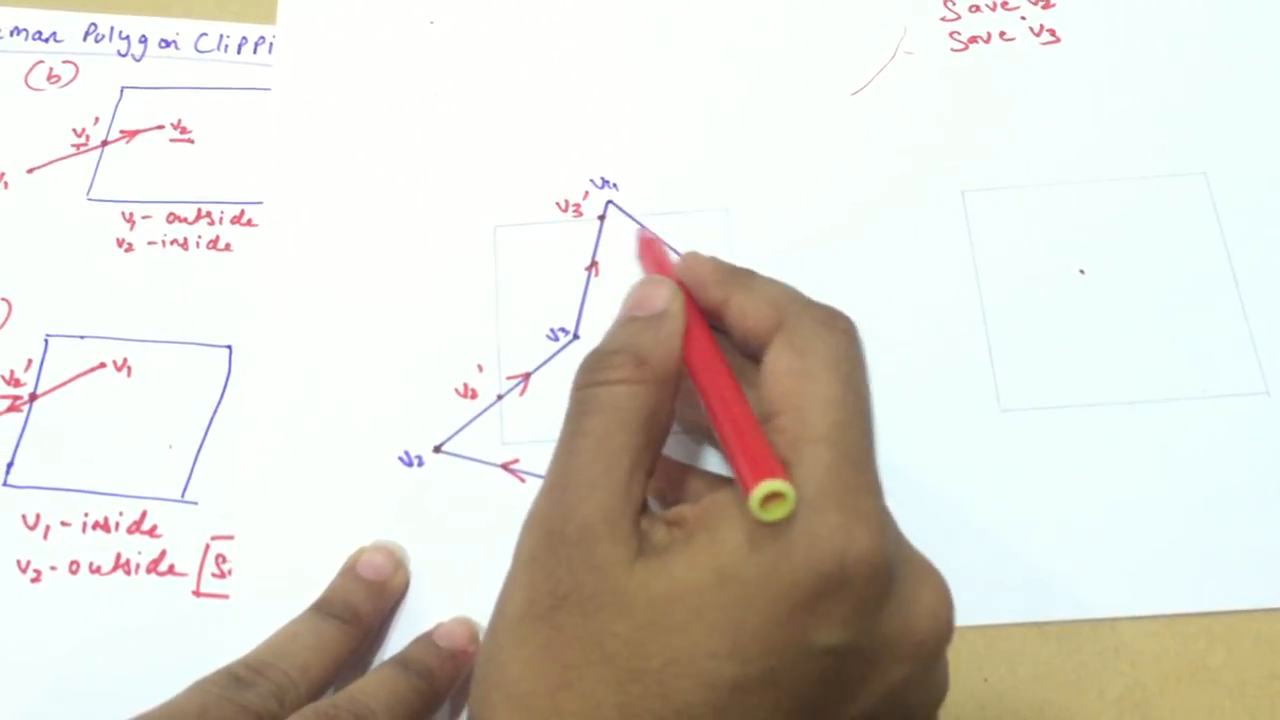 Polygon Clippi
(b)
v1'
v2
v1 - outside
v2 - inside
v2'
v1
v1 - inside
v2 - outside
Save v2'
Save v3
v3'
v4
v3
v2'
v2